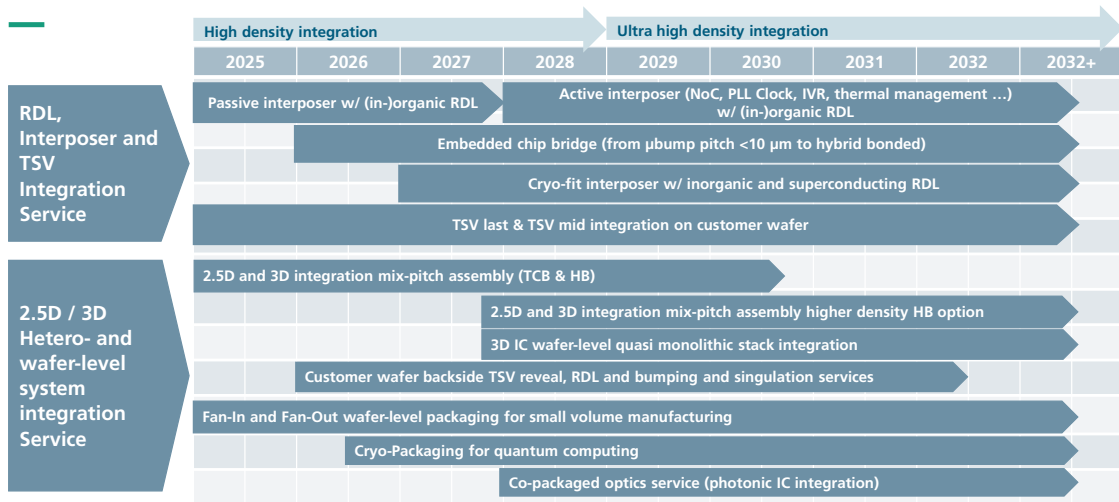 High density integration
Ultra high density integration
2025 2026 2027 2028 2029 2030 2031 2032 2032+
RDL,
Interposer and
TSV
Integration
Service
Passive interposer w/ (in-)organic RDL
Active interposer (NoC, PLL Clock, IVR, thermal management …)
w/ (in-)organic RDL
Embedded chip bridge (from µbump pitch <10 µm to hybrid bonded)
Cryo-fit interposer w/ inorganic and superconducting RDL
TSV last & TSV mid integration on customer wafer
2.5D / 3D
Hetero- and
wafer-level
system
integration
Service
2.5D and 3D integration mix-pitch assembly (TCB & HB)
2.5D and 3D integration mix-pitch assembly higher density HB option
3D IC wafer-level quasi monolithic stack integration
Customer wafer backside TSV reveal, RDL and bumping and singulation services
Fan-In and Fan-Out wafer-level packaging for small volume manufacturing
Cryo-Packaging for quantum computing
Co-packaged optics service (photonic IC integration)